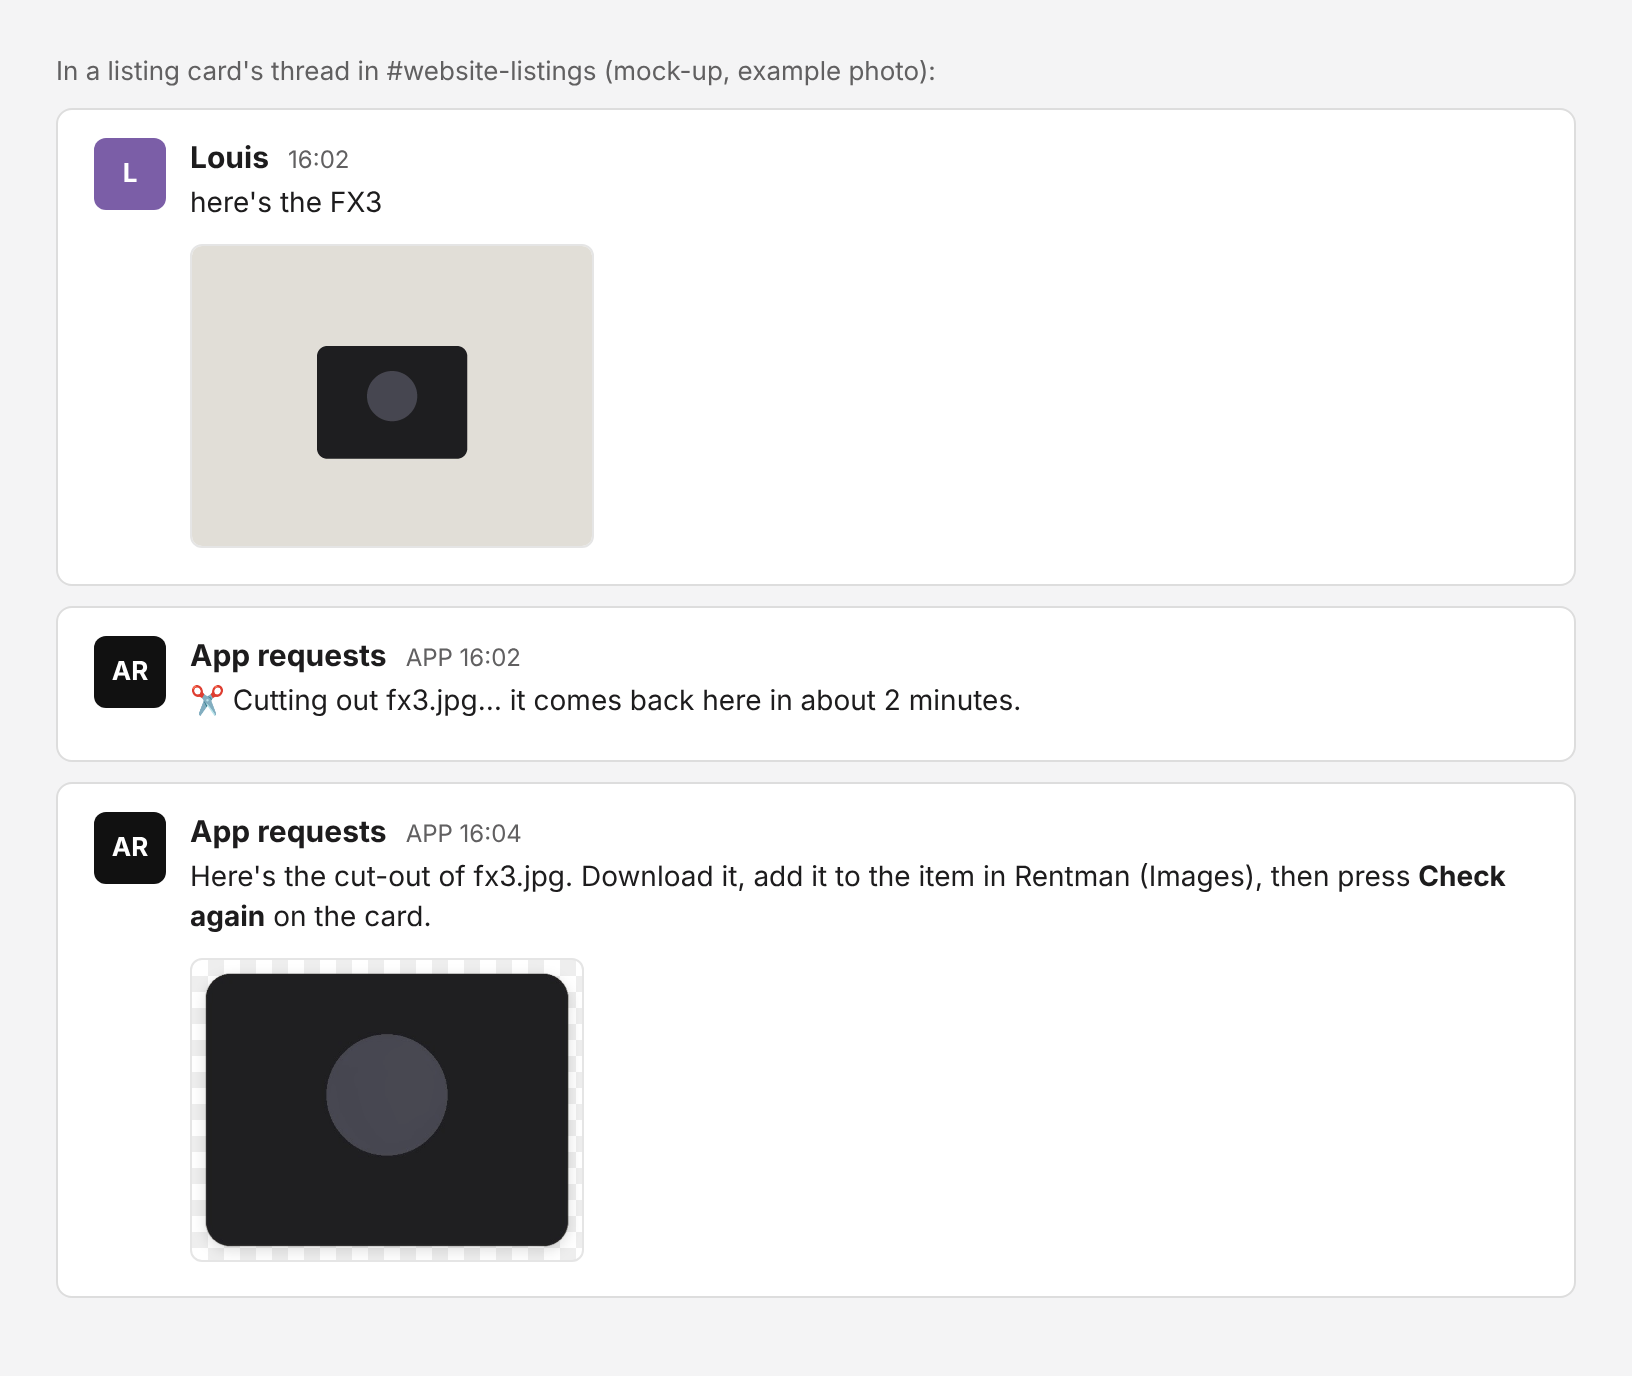 In a listing card's thread in #website-listings (mock-up, example photo):
L
Louis 16:02
here's the FX3
AR
App requests APP 16:02
✂️ Cutting out fx3.jpg... it comes back here in about 2 minutes.
AR
App requests APP 16:04
Here's the cut-out of fx3.jpg. Download it, add it to the item in Rentman (Images), then press Check
again on the card.